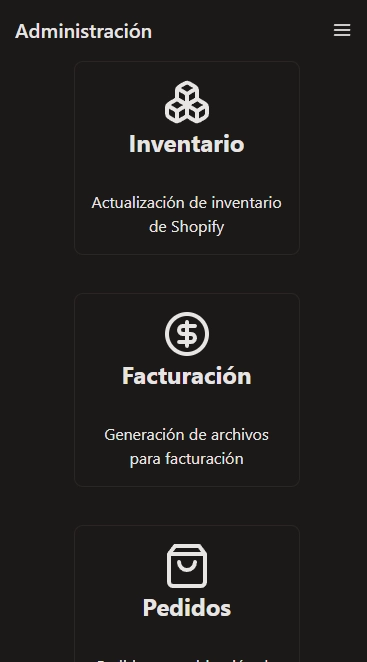 Administración
Inventario
Actualización de inventario
de Shopify
Facturación
Generación de archivos
para facturación
Pedidos